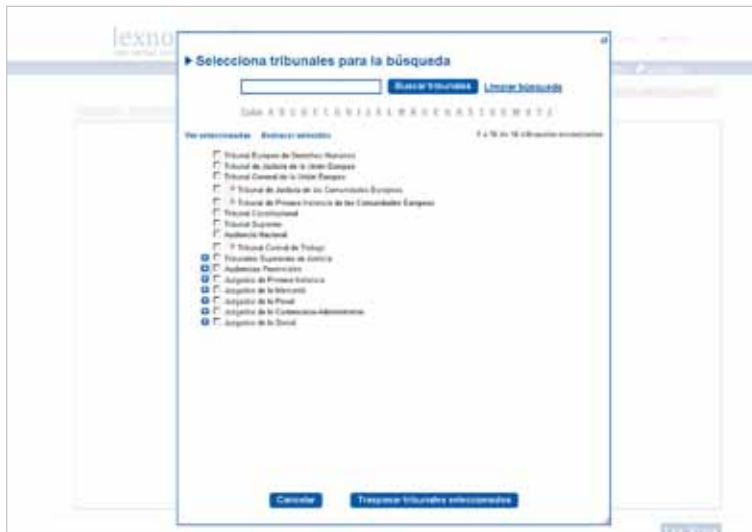 lexno
Selecciona tribunales para la búsqueda
Buscar tribunales Limpiar búsqueda
Todos A B C D E F G H I J K L M N Ñ O P Q R S T U V W X Y Z
Ver seleccionadas
Tribunal Europeo de Derechos Humanos
Tribunal de Justicia de la Unión Europea
Tribunal General de la Unión Europea
Tribunal de Justicia de las Comunidades Europeas
Tribunal de Primera Instancia de las Comunidades Europeas
Tribunal Constitucional
Tribunal Supremo
Audiencia Nacional
Tribunal Central de Trabajo
Tribunales Superiores de Justicia
Audiencias Provinciales
Juzgados de Primera Instancia
Juzgados de lo Mercantil
Juzgados de lo Penal
Juzgados de lo Contencioso-Administrativo
Juzgados de lo Social
Cancelar Traspasar tribunales seleccionados